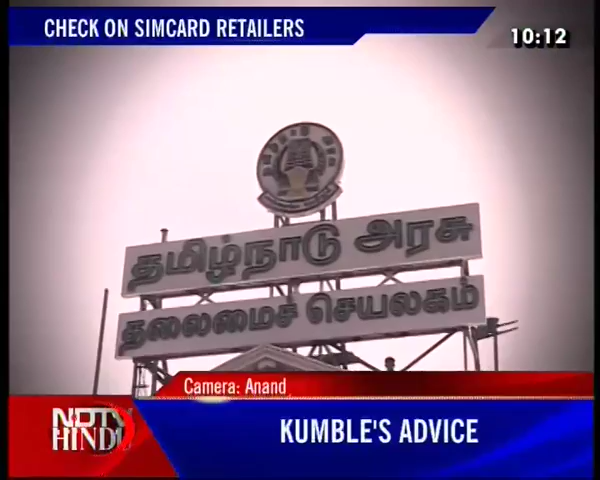 CHECK ON SIMCARD RETAILERS
10:12
தமிழ்நாடு அரசு
தலைமைச் செயலகம்
Camera: Anand
NDTV
HINDU
KUMBLE'S ADVICE